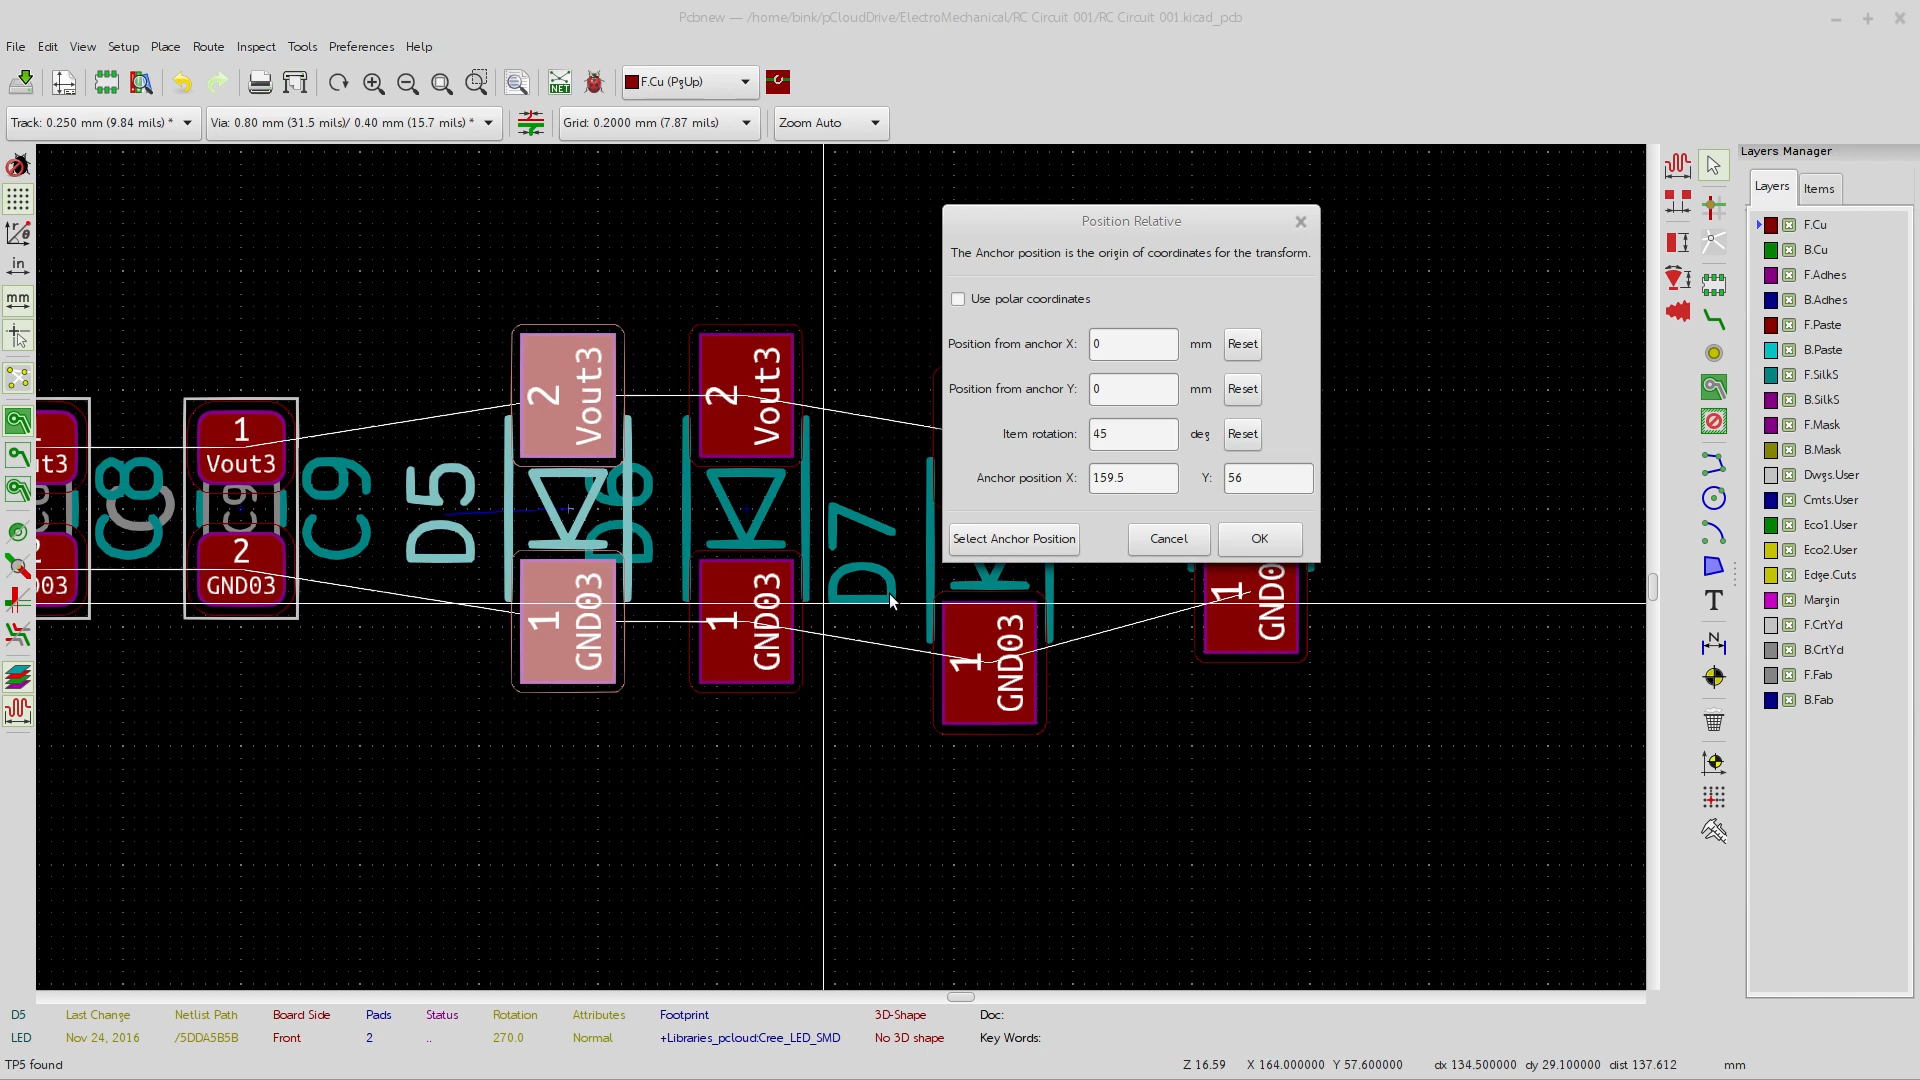 Pcbnew — /home/bink/pCloudDrive/ElectroMechanical/RC Circuit 001/RC Circuit 001.kicad_pcb
File Edit View Setup Place Route Inspect Tools Preferences Help
NET
F.Cu (PgUp)
Track: 0.250 mm (9.84 mils) *
Via: 0.80 mm (31.5 mils)/ 0.40 mm (15.7 mils) *
Grid: 0.2000 mm (7.87 mils)
Zoom Auto
in
mm
C8
1
Vout3
C9
2
GND03
C9
D5
2
Vout3
1
GND03
D6
2
Vout3
1
GND03
D7
1
GND03
1
Position Relative
The Anchor position is the origin of coordinates for the transform.
Use polar coordinates
Position from anchor X: 0 mm Reset
Position from anchor Y: 0 mm Reset
Item rotation: 45 deg Reset
Anchor position X: 159.5 Y: 56
Select Anchor Position Cancel OK
Layers Manager
Layers Items
F.Cu
B.Cu
F.Adhes
B.Adhes
F.Paste
B.Paste
F.SilkS
B.SilkS
F.Mask
B.Mask
Dwgs.User
Cmts.User
Eco1.User
Eco2.User
Edge.Cuts
Margin
F.CrtYd
B.CrtYd
F.Fab
B.Fab
D5 Last Change Netlist Path Board Side Pads Status Rotation Attributes Footprint 3D-Shape Doc:
LED Nov 24, 2016 /5DDA5B5B Front 2 .. 270.0 Normal +Libraries_pcloud:Cree_LED_SMD No 3D shape Key Words:
TP5 found Z 16.59 X 164.000000 Y 57.600000 dx 134.500000 dy 29.100000 dist 137.612 mm